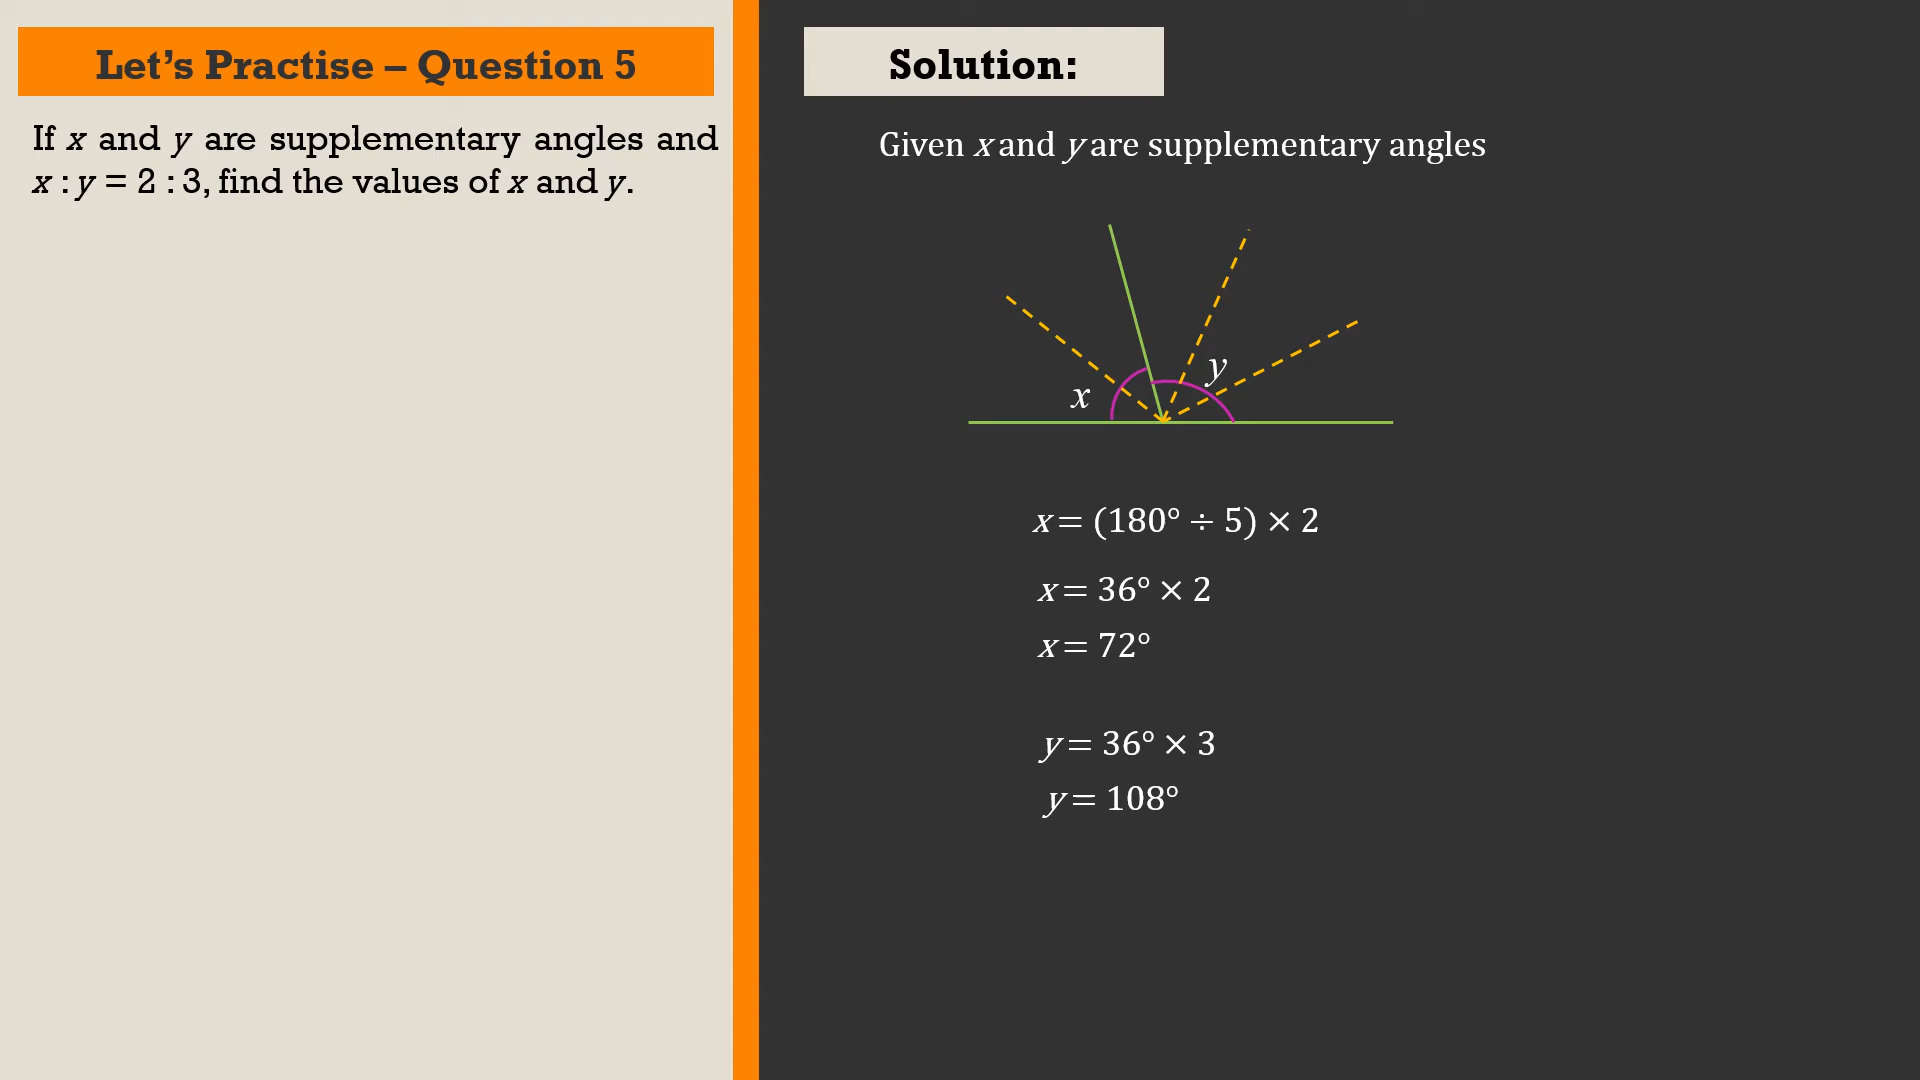 Let's Practise – Question 5
If x and y are supplementary angles and
x : y = 2 : 3, find the values of x and y.
Solution:
Given x and y are supplementary angles
y
x
x = (180° ÷ 5) × 2
x = 36° × 2
x = 72°
y = 36° × 3
y = 108°